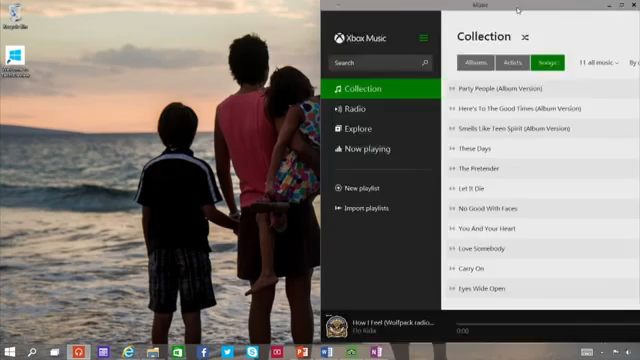 Recycle Bin
Music
Xbox Music
Search
Collection
Radio
Explore
Now playing
New playlist
Import playlists
How I Feel (Wolfpack radio...
Flo Rida
Collection
Albums
Artists
Songs
all music
Party People (Album Version)
Here's To The Good Times (Album Version)
Smells Like Teen Spirit (Album Version)
These Days
The Pretender
Let It Die
No Good With Faces
You And Your Heart
Love Somebody
Carry On
Eyes Wide Open
0:00